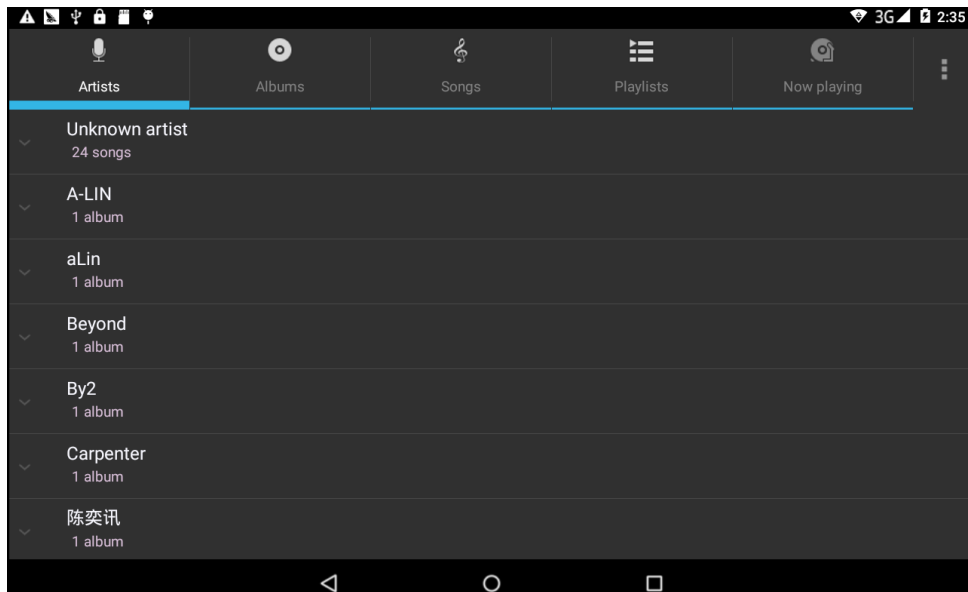 3G 2:35
Artists Albums Songs Playlists Now playing
Unknown artist
24 songs
A-LIN
1 album
aLin
1 album
Beyond
1 album
By2
1 album
Carpenter
1 album
陈奕讯
1 album